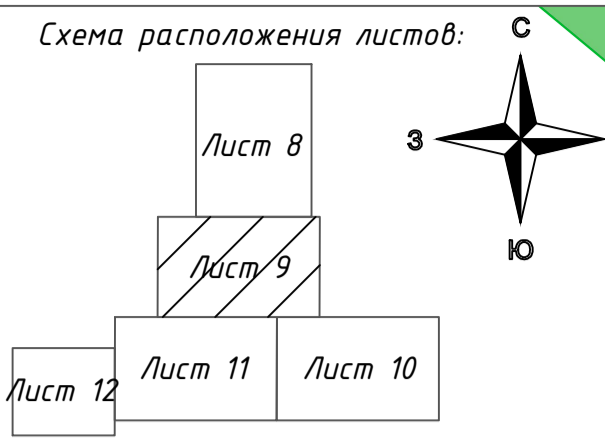 Схема расположения листов:
С
Лист 8
З
Ю
Лист 9
Лист 11
Лист 10
Лист 12